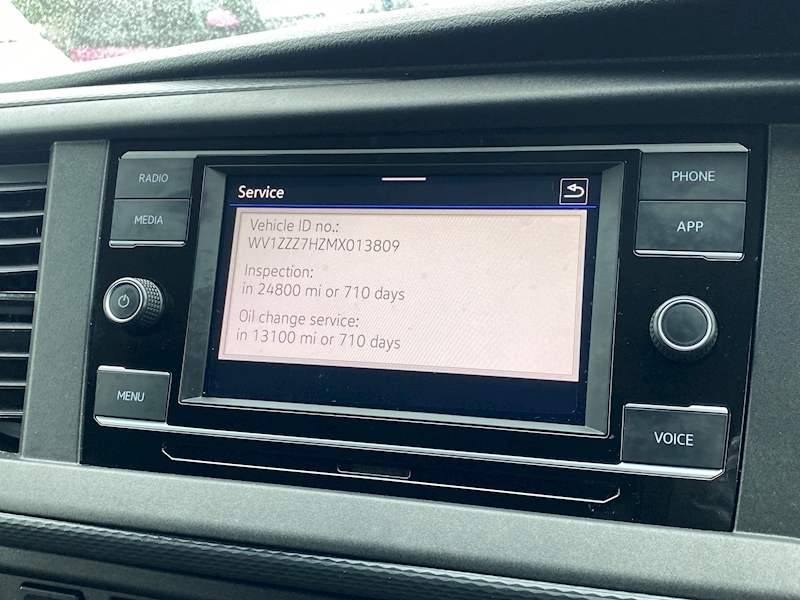 RADIO
MEDIA
MENU
Service
Vehicle ID no.:
WV1ZZZ7HZMX013809
Inspection:
in 24800 mi or 710 days
Oil change service:
in 13100 mi or 710 days
PHONE
APP
VOICE